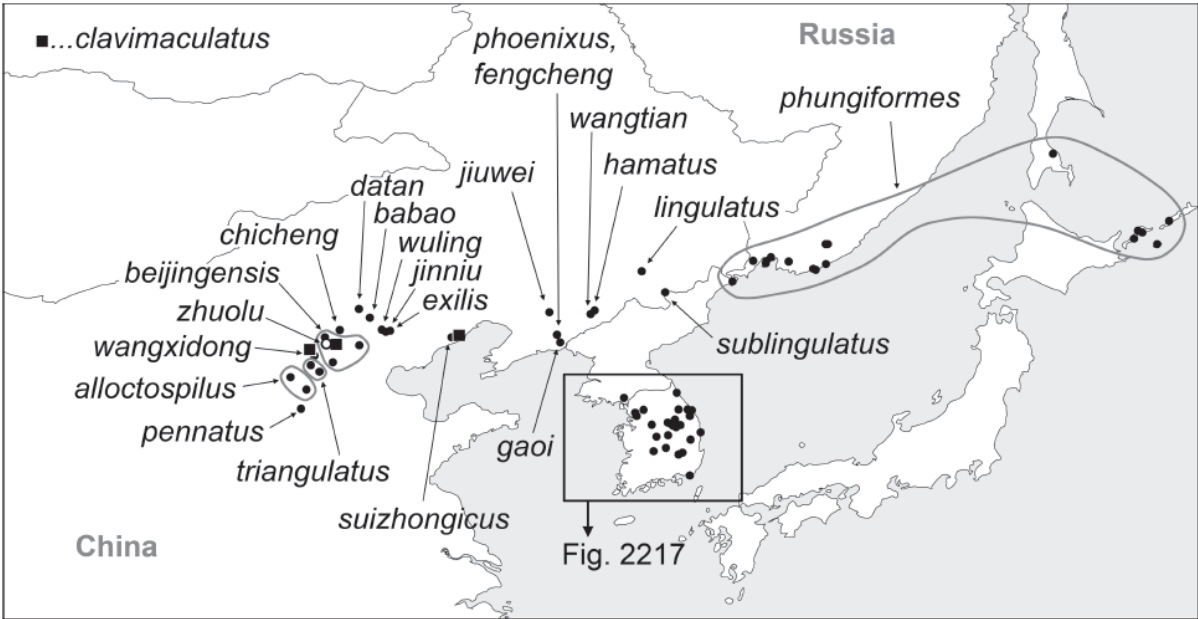 ■...clavimaculatus
phoenixus,
fengcheng
Russia
phungiformes
wangtian
hamatus
jiuwei
lingulatus
datan
babao
chicheng
wuling
jinniu
beijingensis
exilis
zhuolu
wangxidong
sublingulatus
alloctospilus
pennatus
gaoi
triangulatus
suizhongicus
China
Fig. 2217